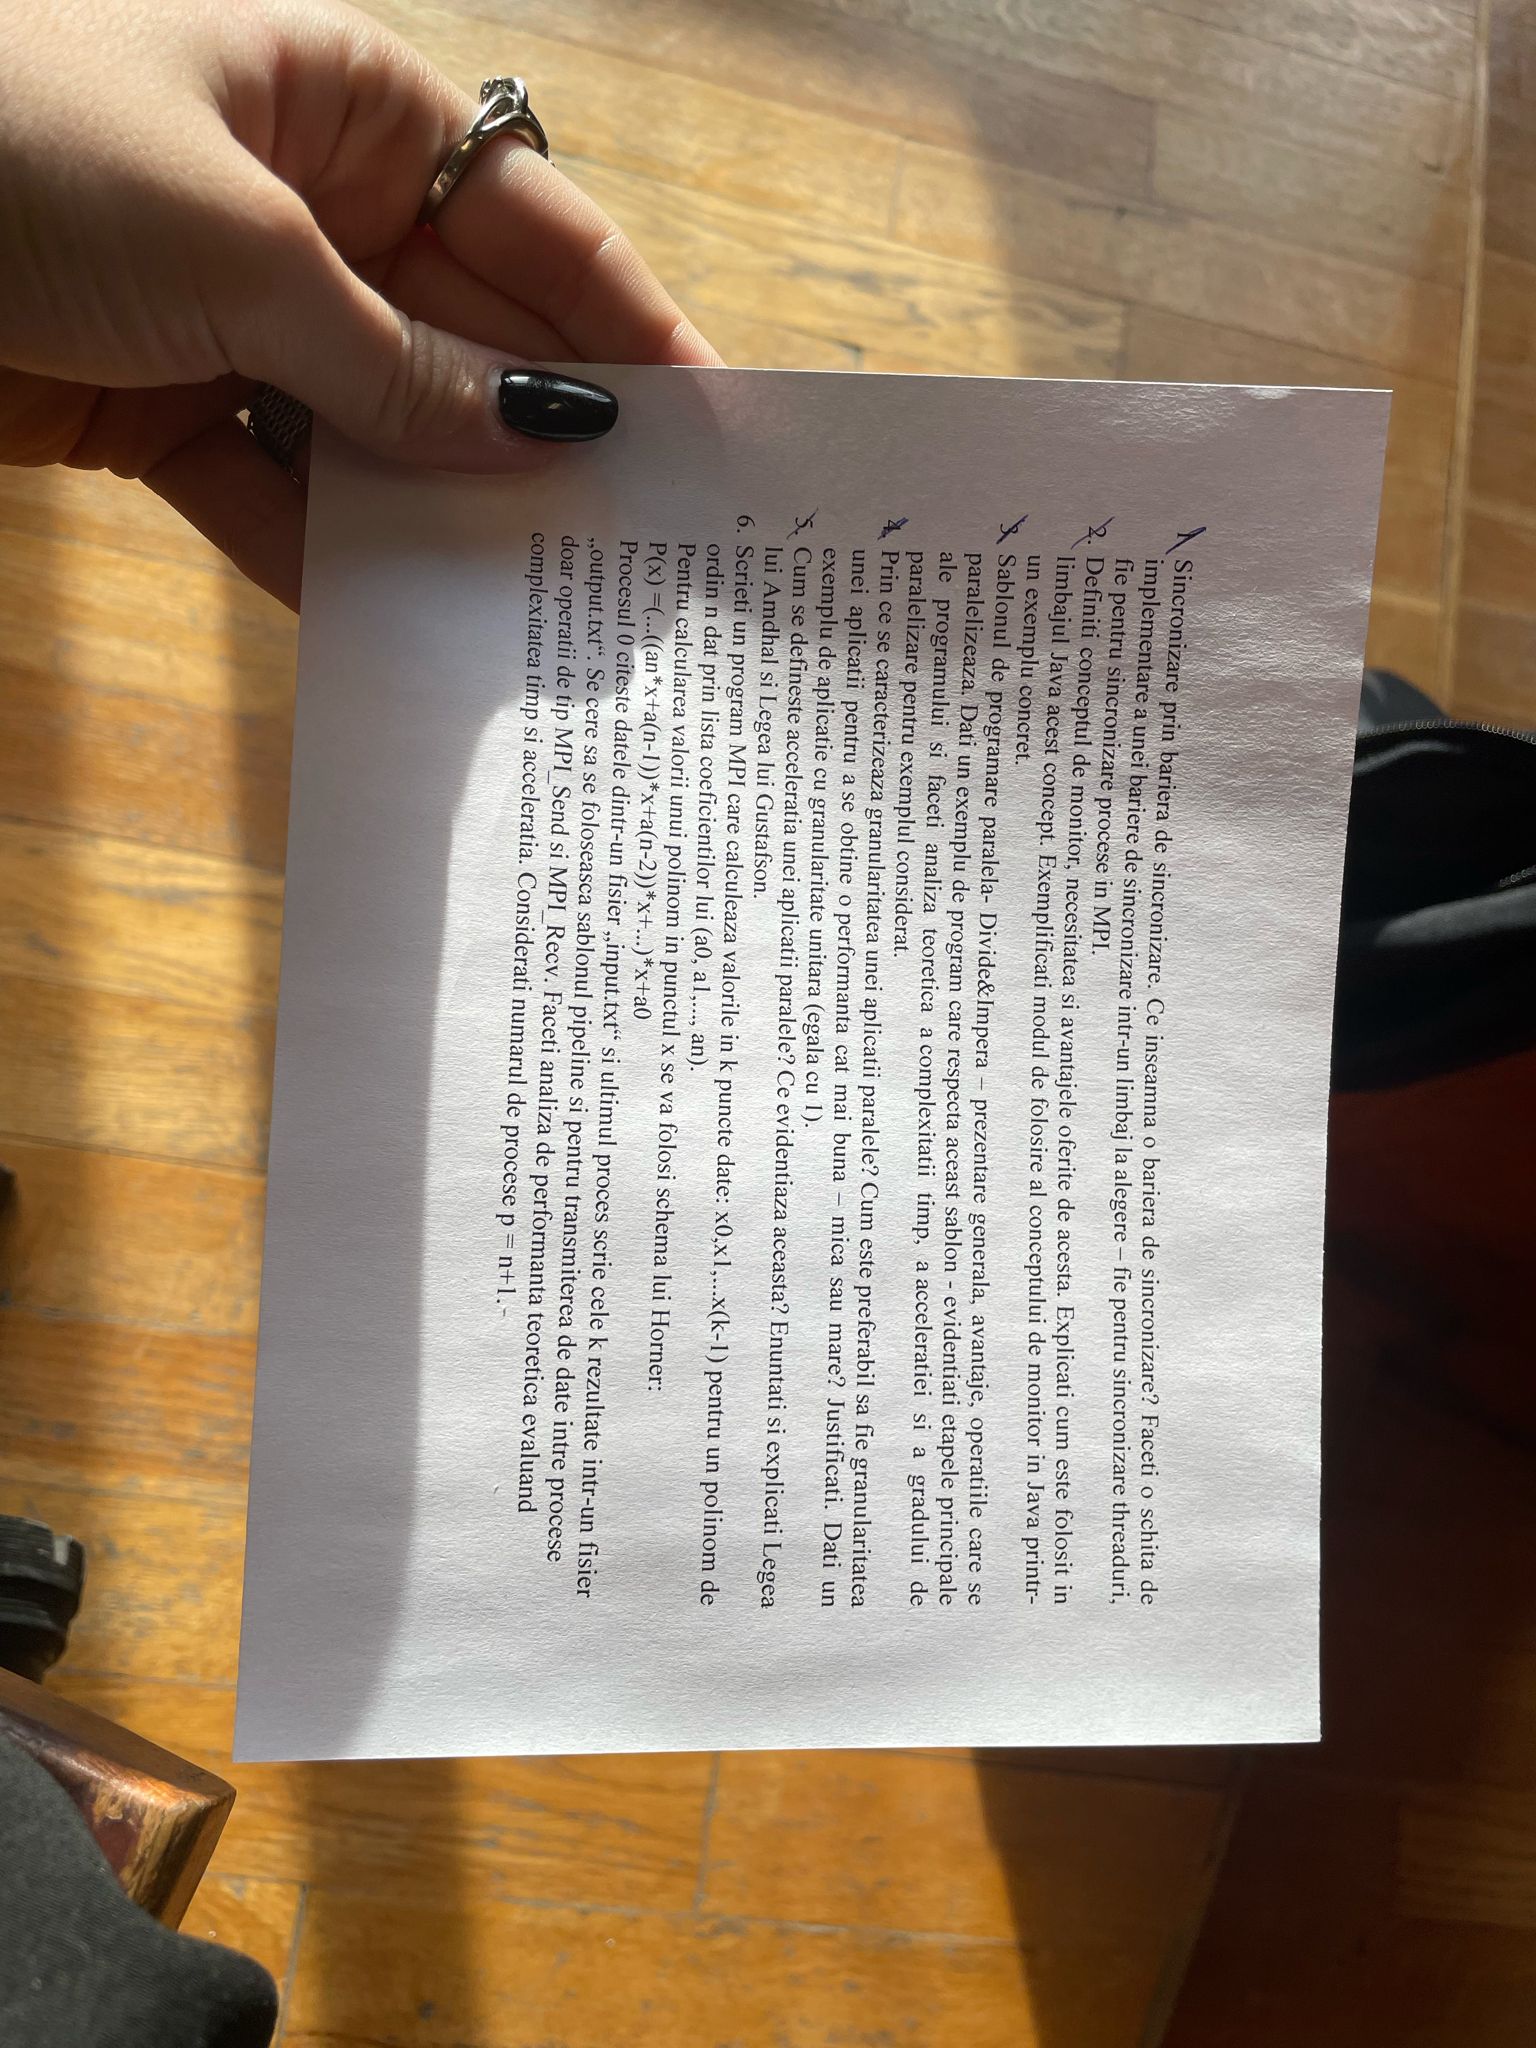 1. Sincronizare prin bariera de sincronizare. Ce inseamna o bariera de sincronizare? Faceti o schita de
implementare a unei bariere de sincronizare intr-un limbaj la alegere – fie pentru sincronizare threaduri,
fie pentru sincronizare procese in MPI.
2. Definiti conceptul de monitor, necesitatea si avantajele oferite de acesta. Explicati cum este folosit in
limbajul Java acest concept. Exemplificati modul de folosire al conceptului de monitor in Java printr-
un exemplu concret.
3. Sablonul de programare paralela- Divide&Impera – prezentare generala, avantaje, operatiile care se
paralelizeaza. Dati un exemplu de program care respecta aceast sablon - evidentiati etapele principale
ale programului si faceti analiza teoretica a complexitatii timp, a acceleratiei si a gradului de
paralelizare pentru exemplul considerat.
4. Prin ce se caracterizeaza granularitatea unei aplicatii paralele? Cum este preferabil sa fie granularitatea
unei aplicatii pentru a se obtine o performanta cat mai buna – mica sau mare? Justificati. Dati un
exemplu de aplicatie cu granularitate unitara (egala cu 1).
5. Cum se defineste acceleratia unei aplicatii paralele? Ce evidentiaza aceasta? Enuntati si explicati Legea
lui Amdhal si Legea lui Gustafson.
6. Scrieti un program MPI care calculeaza valorile in k puncte date: x0,x1,...x(k-1) pentru un polinom de
ordin n dat prin lista coeficientilor lui (a0, a1,..., an).
Pentru calcularea valorii unui polinom in punctul x se va folosi schema lui Horner:
P(x) =(...((an*x+a(n-1))*x+a(n-2))*x+...)*x+a0
Procesul 0 citeste datele dintr-un fisier „input.txt“ si ultimul proces scrie cele k rezultate intr-un fisier
„output.txt“. Se cere sa se foloseasca sablonul pipeline si pentru transmiterea de date intre procese
doar operatii de tip MPI_Send si MPI_Recv. Faceti analiza de performanta teoretica evaluand
complexitatea timp si acceleratia. Considerati numarul de procese p = n+1.